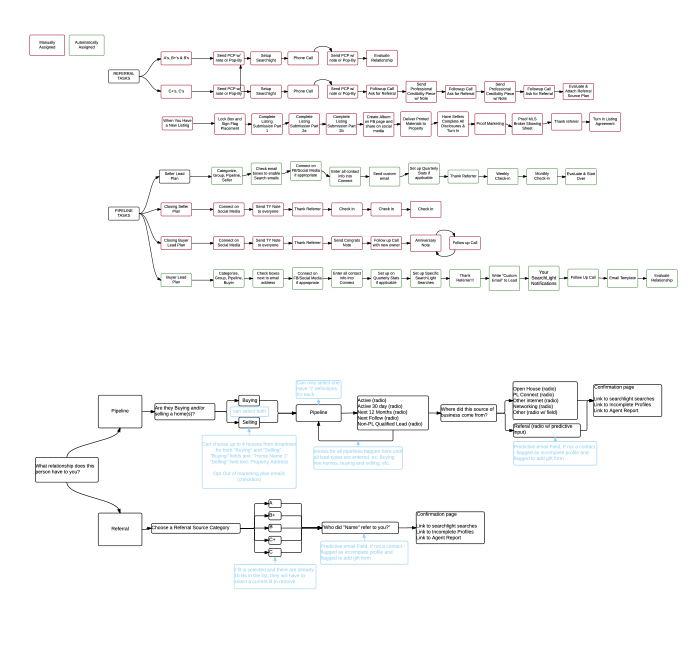 Manually
Assigned
Automatically
Assigned
REFERRAL
TASKS
A's, B+'s & B's
Send PCP w/
note or Pop-By
Setup
Searchlight
Phone Call
Send PCP w/
note or Pop-By
Evaluate
Relationship
C+'s, C's
Send PCP w/
note or Pop-By
Setup
Searchlight
Phone Call
Send PCP w/
note or Pop-By
Followup Call
Ask for Referral
Send
Professional
Credibility Piece
w/ Note
Followup Call
Ask for Referral
Send
Professional
Credibility Piece
w/ Note
Followup Call
Ask for Referral
Evaluate &
Attach Referral
Source Plan
When You Have
a New Listing
Lock Box and
Sign Flag
Placement
Complete
Listing
Submission Part
1
Complete
Listing
Submission Part
2a
Complete
Listing
Submission Part
2b
Create Album
on FB page and
share on social
media
Deliver Printed
Materials to
Property
Have Sellers
Complete All
Disclosures &
Turn in
Proof Marketing
Proof MLS
Broker Showing
Sheet
Thank referrer
Turn in Listing
Agreement
PIPELINE
TASKS
Seller Lead
Plan
Categorize,
Group, Pipeline,
Seller
Check email
boxes to enable
Search emails
Connect on
FB/Social Media
if appropriate
Enter all contact
info into
Connect
Send custom
email
Set up Quarterly
Stats if
applicable
Thank Referrer
Weekly
Check-in
Monthly
Check-in
Evaluate & Start
Over
Closing Seller
Plan
Connect on
Social Media
Send TY Note
to everyone
Thank Referrer
Check in
Check in
Check in
Closing Buyer
Lead Plan
Connect on
Social Media
Send TY Note
to everyone
Thank Referrer
Send Congrats
Note
Follow up Call
with new owner
Anniversary
Note
Follow up Call
Buyer Lead
Plan
Categorise,
Group, Pipeline,
Buyer
Check boxes
next to email
address
Connect on
FB/Social Media
if appropriate
Enter all contact
info into
Connect
Set up on
Quarterly Stats
if applicable
Set up Specific
SearchLight
Searches
Thank
Referrer!!
Write "Custom
Email" to Lead
Your
SearchLight
Notifications
Follow Up Call
Email Template
Evaluate
Relationship
What relationship does this
person have to you?
Pipeline
Are they Buying and/or
selling a home(s)?
Buying
can select both
Selling
Can choose up to 4 houses from dropdown
for both "Buying" and "Selling".
"Buying" fields text: "Home Name 1"
"Selling" field text: Property Address
Opt Out of marketing plan emails
(checkbox)
Can only select one
have "i" definitions
for each
Pipeline
Active (radio)
Active 30 day (radio)
Next 12 Months (radio)
Next Follow (radio)
Non-PL Qualified Lead (radio)
for all pipelines happen here until
all lead types are entered. ex. Buying
two homes, buying and selling, etc.
Where did this source of
business come from?
Open House (radio)
PL Connect (radio)
Other internet (radio)
Networking (radio)
Other (radio w/ field)
Referal (radio w/ predictive
input)
Predictive email Field, if not a contact
flagged as incomplete profile and
flagged to add gift form
Confirmation page
Link to searchlight searches
Link to Incomplete Profiles
Link to Agent Report
Referral
Choose a Referral Source Category
A
B+
B
C+
C
If B is selected and there are already
10 Bs in the list, they will have to
select a current B to remove
Who did "Name" refer to you?"
Predictive email Field, if not a contact
flagged as incomplete profile and
flagged to add gift form
Confirmation page
Link to searchlight searches
Link to Incomplete Profiles
Link to Agent Report